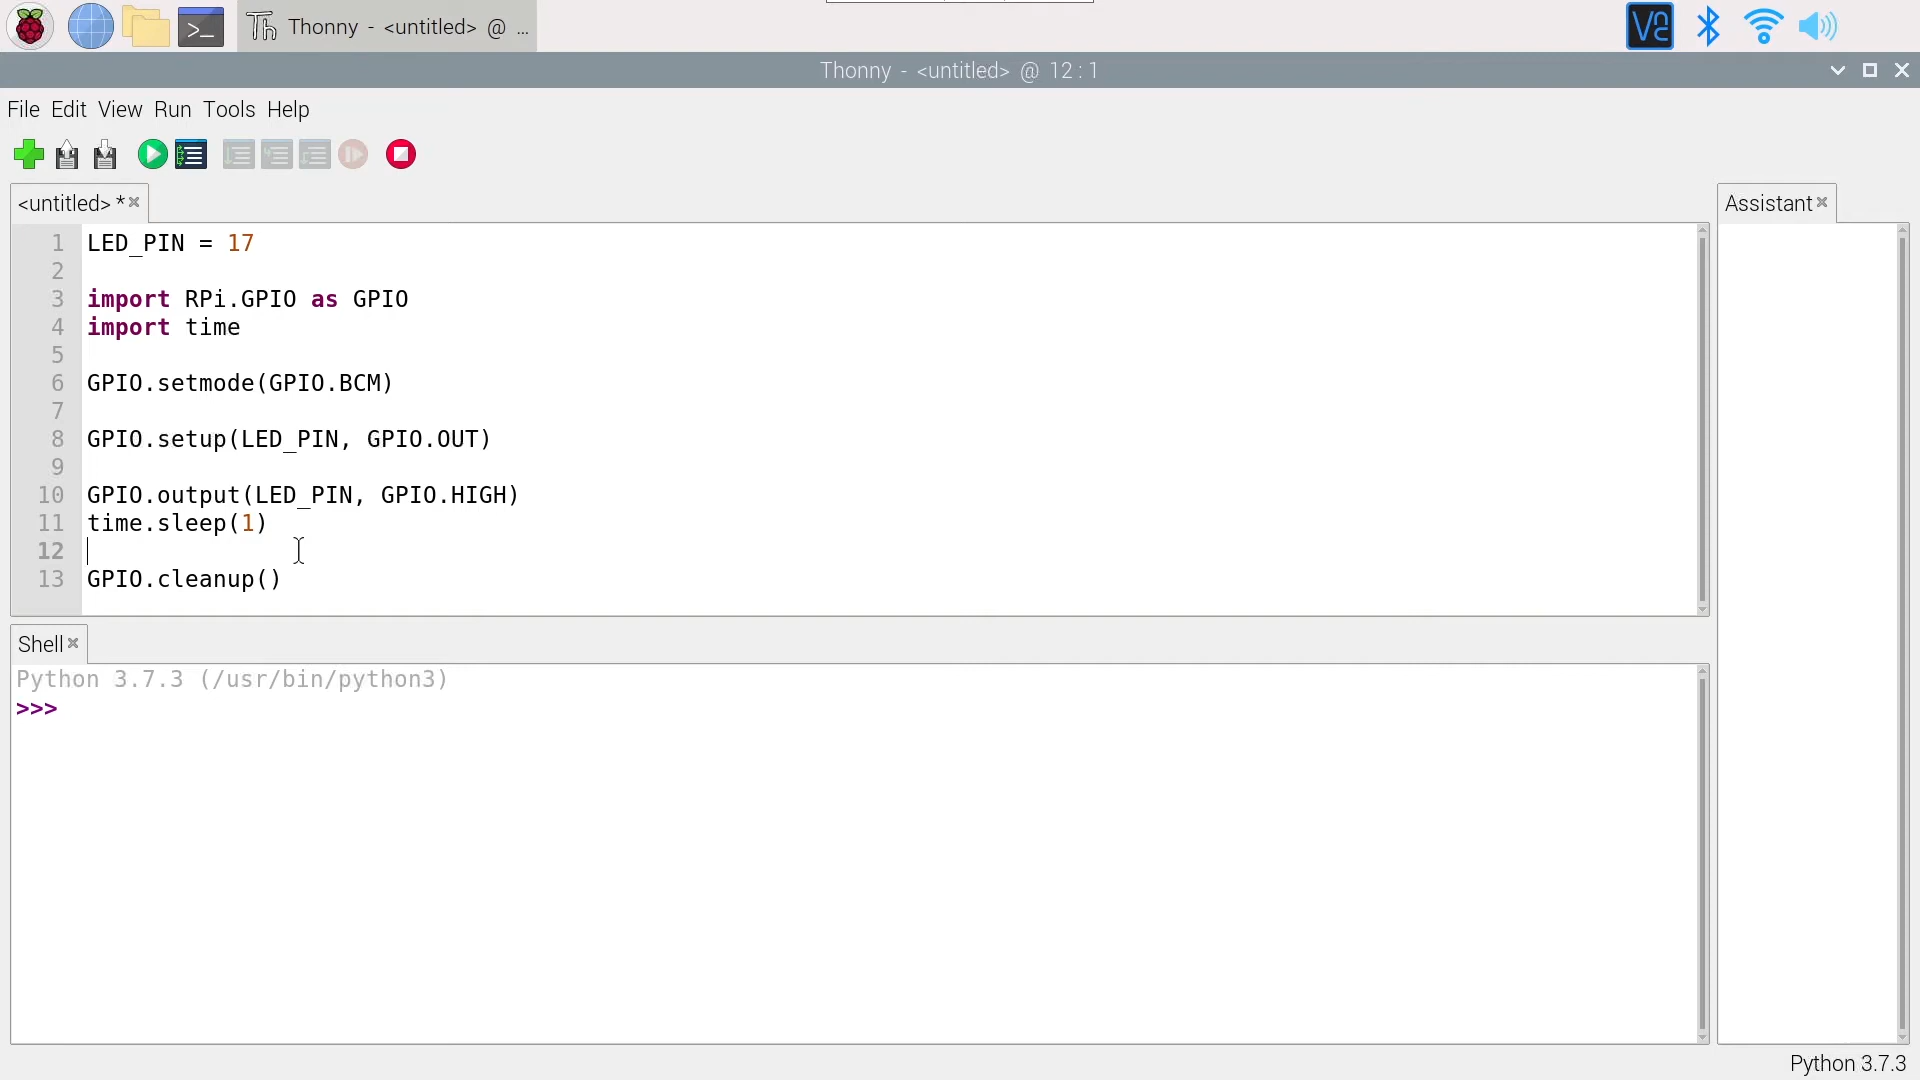 Thonny - <untitled> @ ...
Thonny - <untitled> @ 12 : 1
File Edit View Run Tools Help
<untitled> *
Assistant
1 LED_PIN = 17
2
3 import RPi.GPIO as GPIO
4 import time
5
6 GPIO.setmode(GPIO.BCM)
7
8 GPIO.setup(LED_PIN, GPIO.OUT)
9
10 GPIO.output(LED_PIN, GPIO.HIGH)
11 time.sleep(1)
12
13 GPIO.cleanup()
Shell
Python 3.7.3 (/usr/bin/python3)
>>>
Python 3.7.3